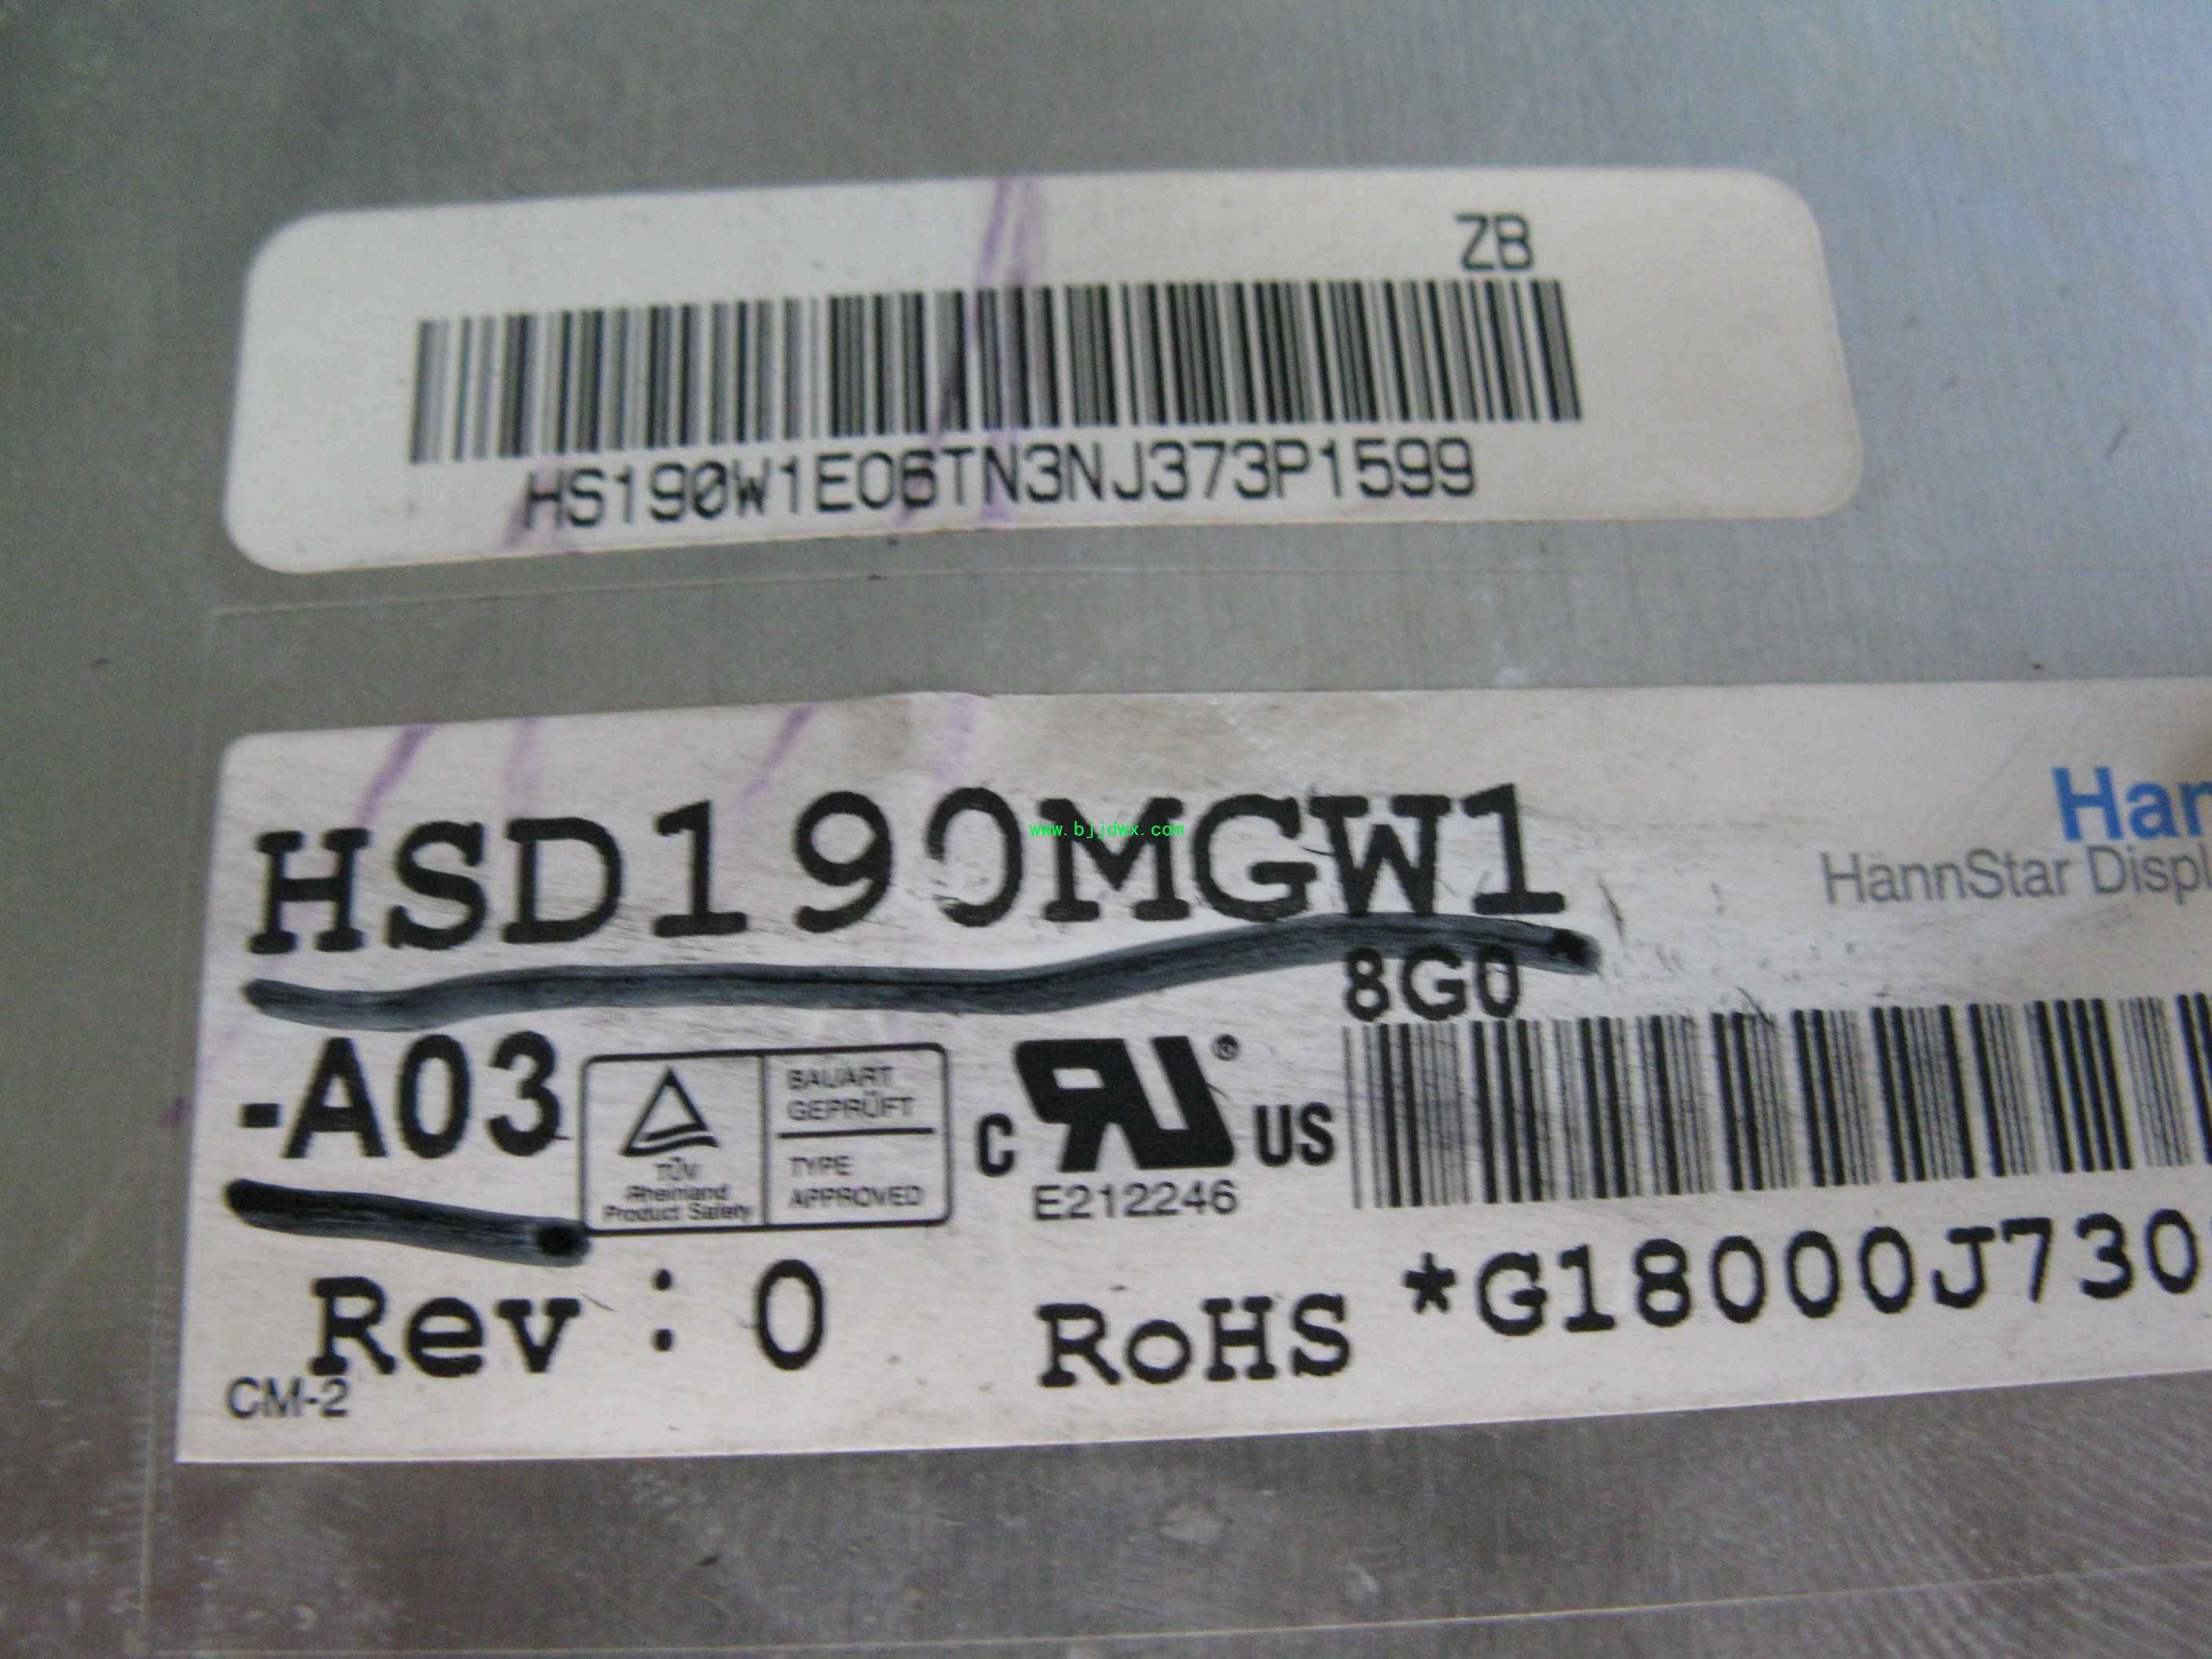 ZB
HS190W1E06TN3NJ373P1599
Han
HannStar Displ
HSD190MGW1
www.bjjdwx.com
8G0
-A03
TÜV
Rheinland
Product Safety
BAUART
GEPRÜFT
TYPE
APPROVED
C
US
E212246
Rev : 0
RoHS
*G18000J730
CM-2